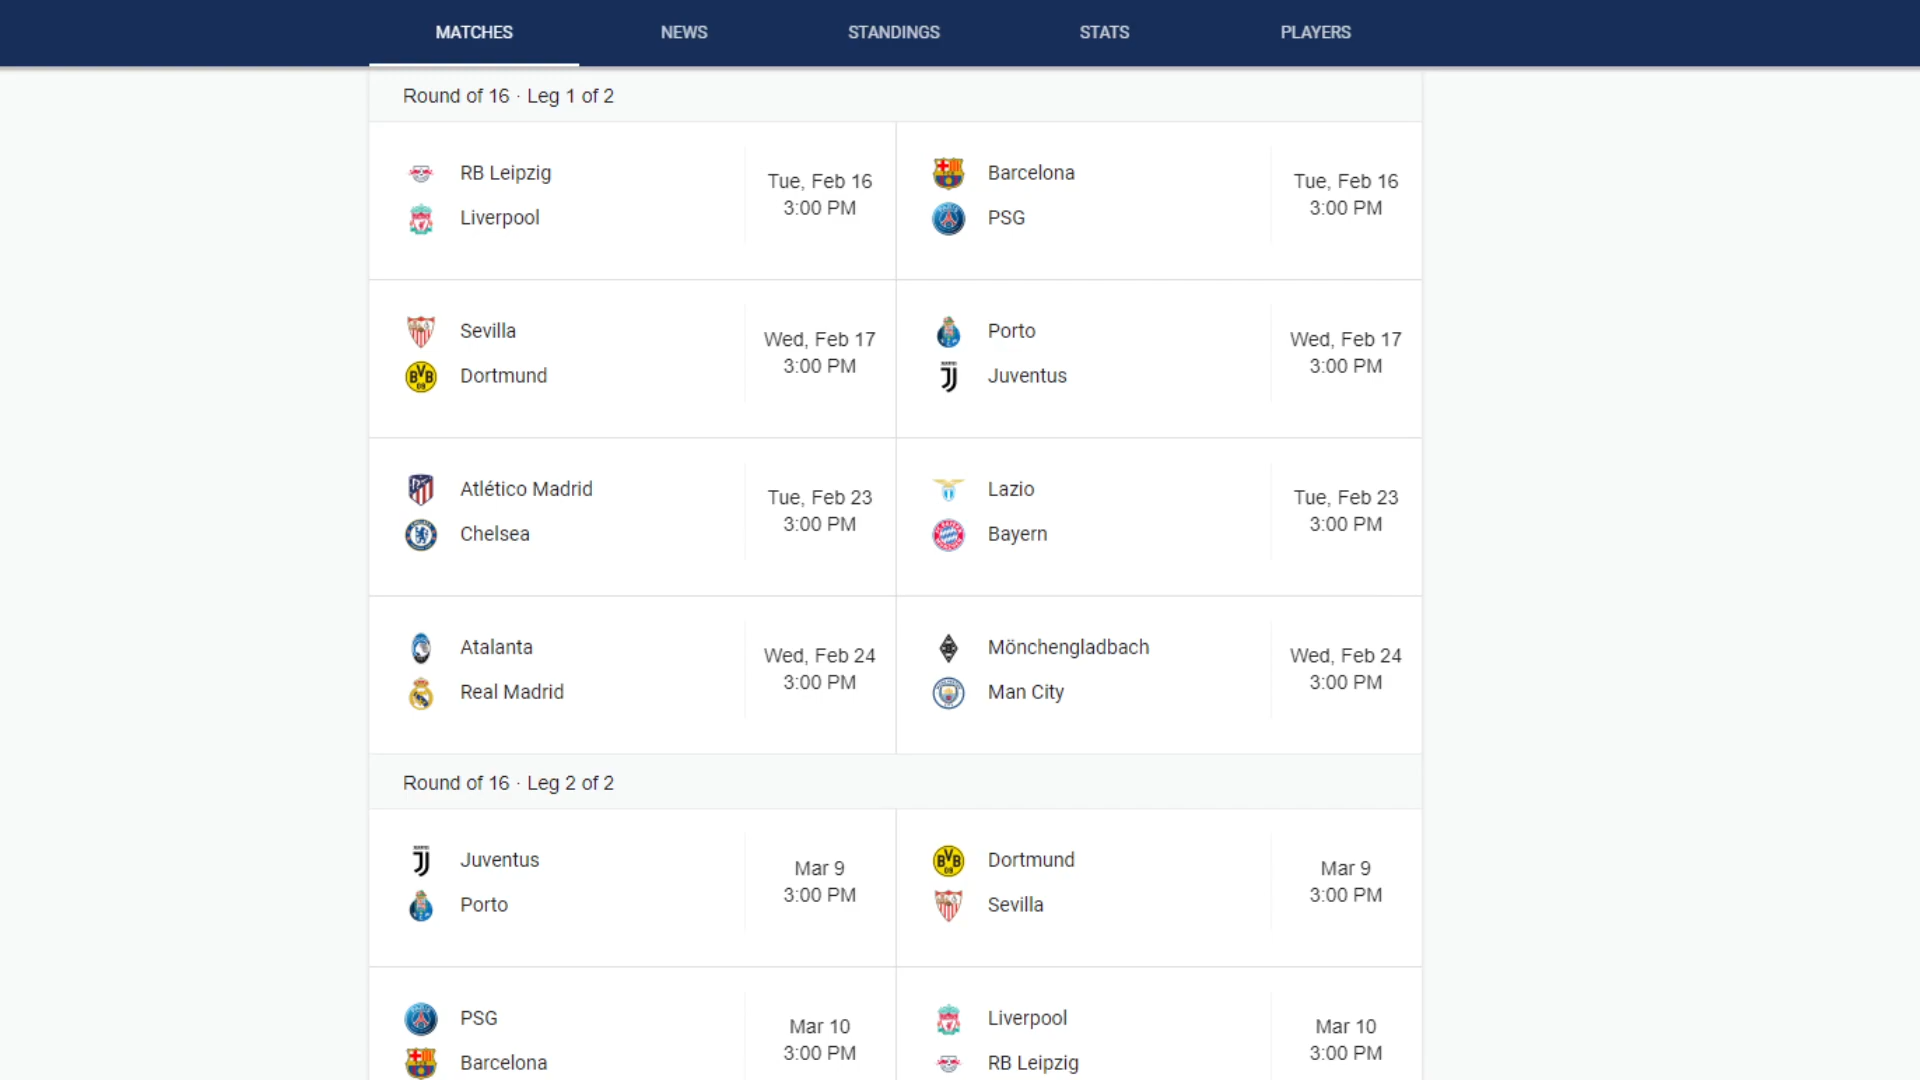 MATCHES
NEWS
STANDINGS
STATS
PLAYERS
Round of 16 · Leg 1 of 2
RB Leipzig
Liverpool
Tue, Feb 16
3:00 PM
Barcelona
PSG
Tue, Feb 16
3:00 PM
Sevilla
Dortmund
Wed, Feb 17
3:00 PM
Porto
Juventus
Wed, Feb 17
3:00 PM
Atlético Madrid
Chelsea
Tue, Feb 23
3:00 PM
Lazio
Bayern
Tue, Feb 23
3:00 PM
Atalanta
Real Madrid
Wed, Feb 24
3:00 PM
Mönchengladbach
Man City
Wed, Feb 24
3:00 PM
Round of 16 · Leg 2 of 2
Juventus
Porto
Mar 9
3:00 PM
Dortmund
Sevilla
Mar 9
3:00 PM
PSG
Barcelona
Mar 10
3:00 PM
Liverpool
RB Leipzig
Mar 10
3:00 PM